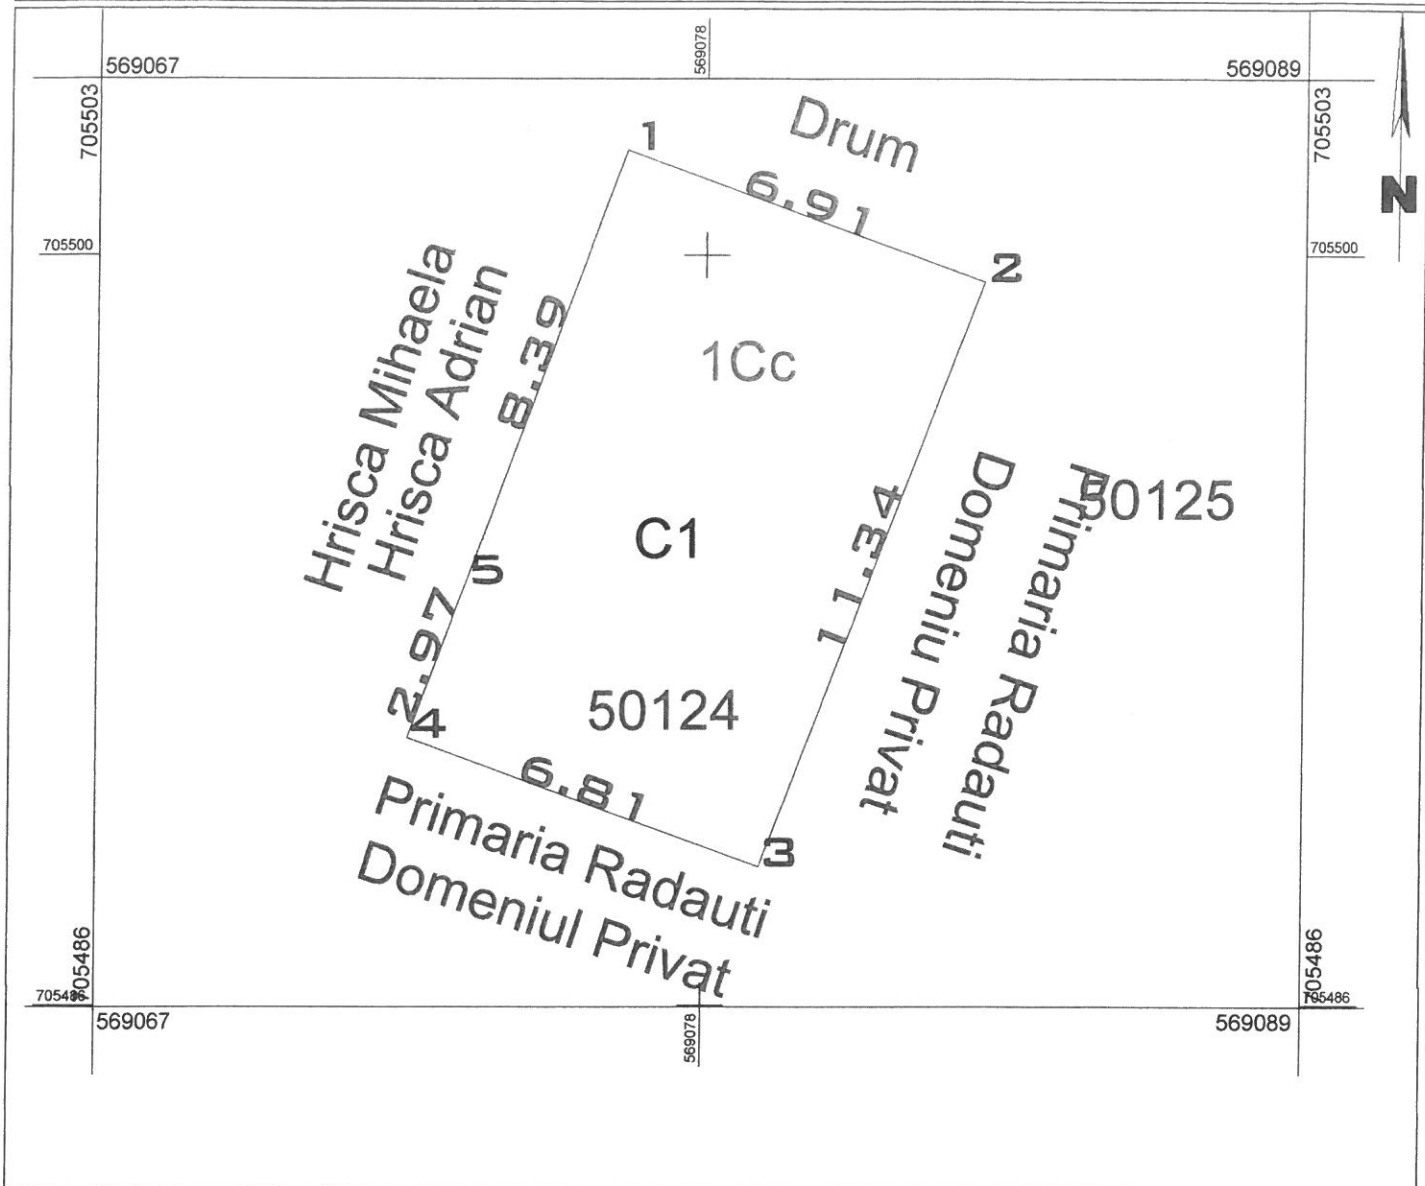 569078
569067
569089
705503
705503
N
Drum
1
6.91
2
705500
705500
Hrisca Mihaela
Hrisca Adrian
8.39
1Cc
C1
5
11.34
Domeniu Privat
Primaria Radauti
50125
2.97
4
50124
6.81
3
Primaria Radauti
Domeniul Privat
705486
705486
705486
705486
569067
569078
569089